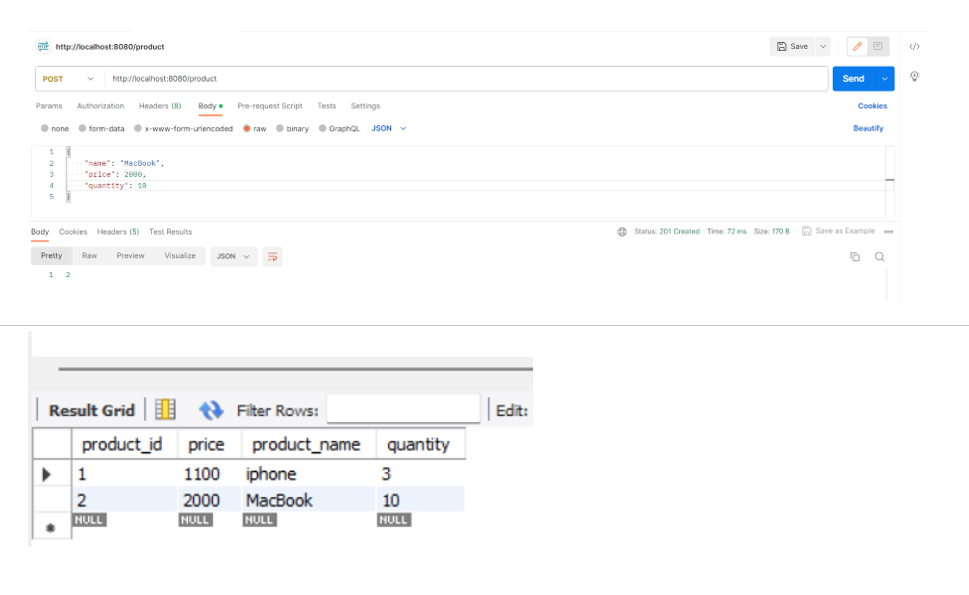 HTTP http://localhost:8080/product Save
POST http://localhost:8080/product Send
Params Authorization Headers (8) Body Pre-request Script Tests Settings Cookies
none form-data x-www-form-urlencoded raw binary GraphQL JSON Beautify
1 {
2 "name": "MacBook",
3 "price": 2000,
4 "quantity": 10
5 }
Body Cookies Headers (5) Test Results Status: 201 Created Time: 72 ms Size: 170 B Save as Example
Pretty Raw Preview Visualize JSON
1 2
Result Grid Filter Rows: Edit:
product_id price product_name quantity
1 1100 iphone 3
2 2000 MacBook 10
NULL NULL NULL NULL